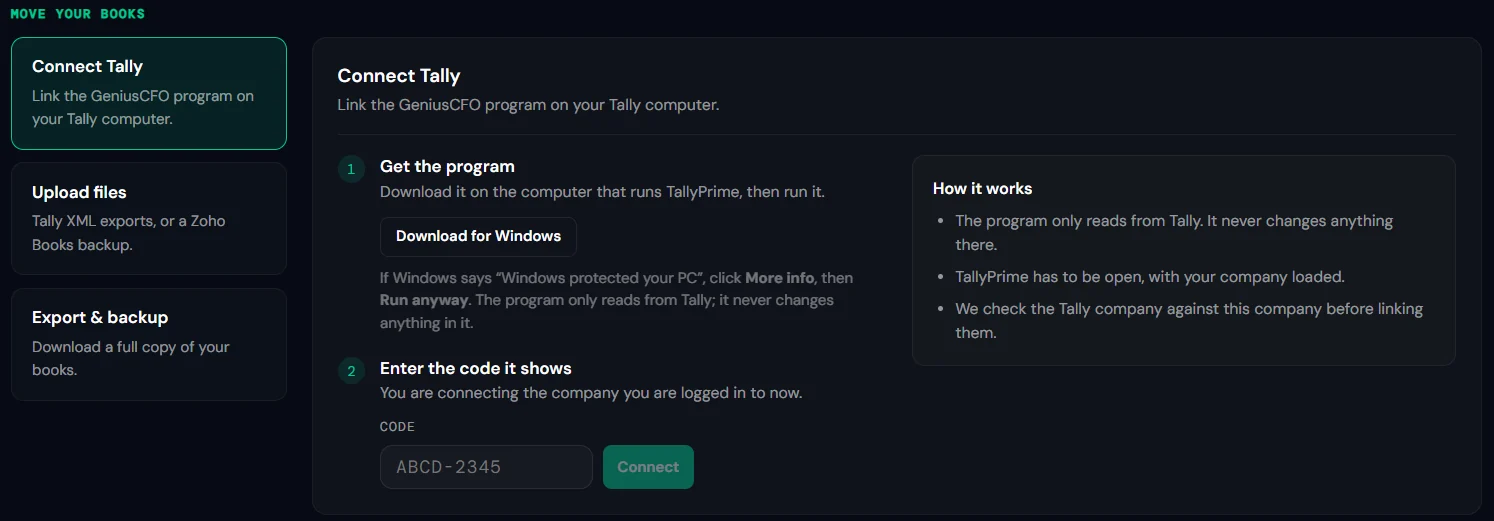 MOVE YOUR BOOKS
Connect Tally
Link the GeniusCFO program on
your Tally computer.
Upload files
Tally XML exports, or a Zoho
Books backup.
Export & backup
Download a full copy of your
books.
Connect Tally
Link the GeniusCFO program on your Tally computer.
1
Get the program
Download it on the computer that runs TallyPrime, then run it.
Download for Windows
If Windows says “Windows protected your PC”, click More info, then
Run anyway. The program only reads from Tally; it never changes
anything in it.
2
Enter the code it shows
You are connecting the company you are logged in to now.
CODE
ABCD-2345
Connect
How it works
• The program only reads from Tally. It never changes anything
there.
• TallyPrime has to be open, with your company loaded.
• We check the Tally company against this company before linking
them.